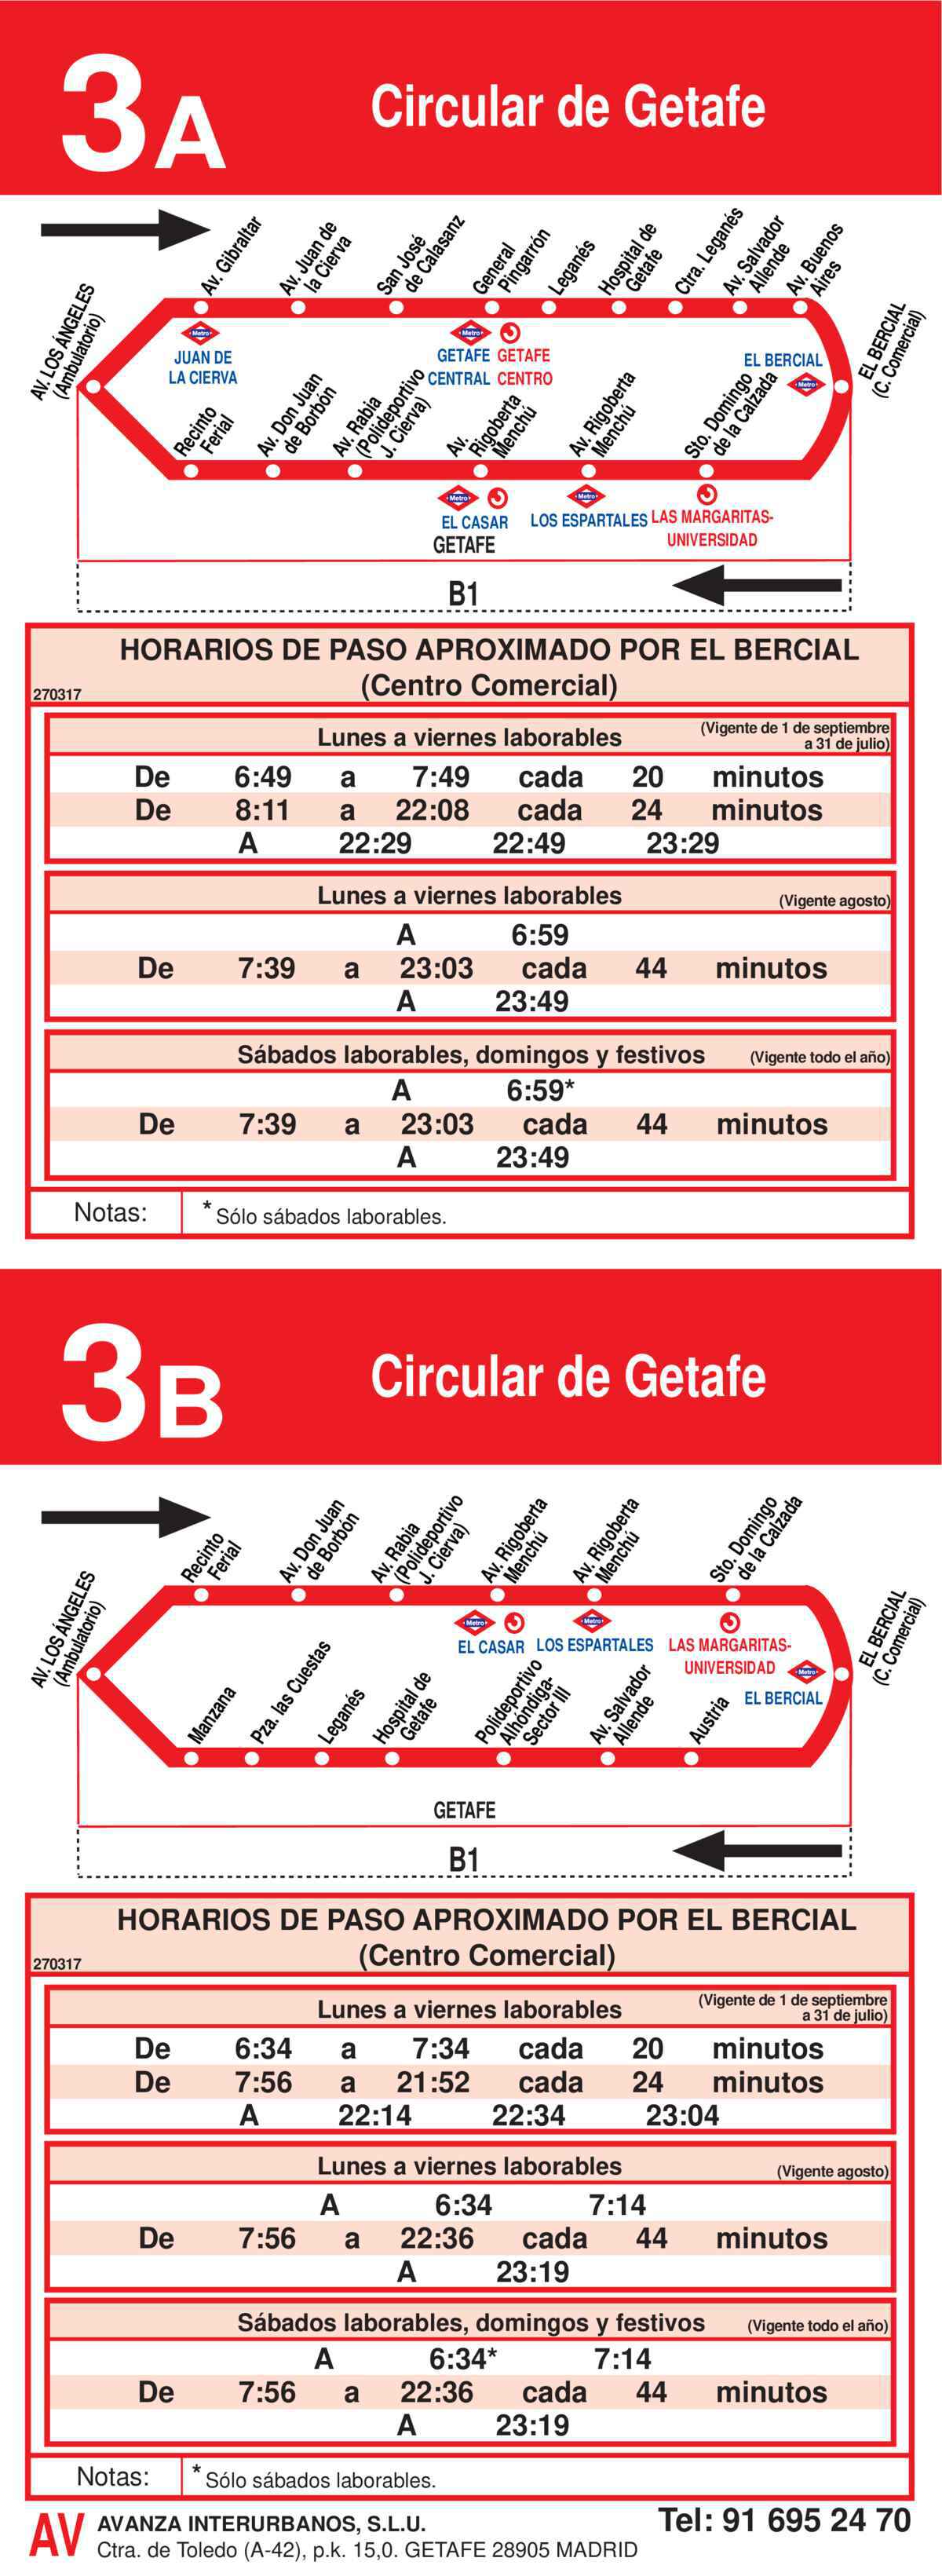 3A
Circular de Getafe
Av. Gibraltar
Av. Juan de
la Cierva
San José
de Calasanz
General
Pingarrón
Leganés
Hospital de
Getafe
Ctra. Leganés
Av. Salvador
Allende
Av. Buenos
Aires
AV. LOS ÁNGELES
(Ambulatorio)
EL BERCIAL
(C. Comercial)
Metro
JUAN DE
LA CIERVA
Metro
GETAFE
CENTRAL
GETAFE
CENTRO
EL BERCIAL
Metro
Recinto
Ferial
Av. Don Juan
de Borbón
Av. Rabia
(Polideportivo
J. Cierva)
Av.
Rigoberta
Menchú
Av. Rigoberta
Menchú
Sto. Domingo
de la Calzada
Metro
EL CASAR
Metro
LOS ESPARTALES
LAS MARGARITAS-
UNIVERSIDAD
GETAFE
B1
HORARIOS DE PASO APROXIMADO POR EL BERCIAL
(Centro Comercial)
270317
Lunes a viernes laborables
(Vigente de 1 de septiembre
a 31 de julio)
De 6:49 a 7:49 cada 20 minutos
De 8:11 a 22:08 cada 24 minutos
A 22:29 22:49 23:29
Lunes a viernes laborables (Vigente agosto)
A 6:59
De 7:39 a 23:03 cada 44 minutos
A 23:49
Sábados laborables, domingos y festivos (Vigente todo el año)
A 6:59*
De 7:39 a 23:03 cada 44 minutos
A 23:49
Notas: * Sólo sábados laborables.
3B
Circular de Getafe
Recinto
Ferial
Av. Don Juan
de Borbón
Av. Rabia
(Polideportivo
J. Cierva)
Av. Rigoberta
Menchú
Av. Rigoberta
Menchú
Sto. Domingo
de la Calzada
AV. LOS ÁNGELES
(Ambulatorio)
EL BERCIAL
(C. Comercial)
Metro
EL CASAR
Metro
LOS ESPARTALES
LAS MARGARITAS-
UNIVERSIDAD
Metro
EL BERCIAL
Manzana
Pza. las Cuestas
Leganés
Hospital de
Getafe
Polideportivo
Alhóndiga-
Sector III
Av. Salvador
Allende
Austria
GETAFE
B1
HORARIOS DE PASO APROXIMADO POR EL BERCIAL
(Centro Comercial)
270317
Lunes a viernes laborables
(Vigente de 1 de septiembre
a 31 de julio)
De 6:34 a 7:34 cada 20 minutos
De 7:56 a 21:52 cada 24 minutos
A 22:14 22:34 23:04
Lunes a viernes laborables (Vigente agosto)
A 6:34 7:14
De 7:56 a 22:36 cada 44 minutos
A 23:19
Sábados laborables, domingos y festivos (Vigente todo el año)
A 6:34* 7:14
De 7:56 a 22:36 cada 44 minutos
A 23:19
Notas: * Sólo sábados laborables.
AV
AVANZA INTERURBANOS, S.L.U.
Ctra. de Toledo (A-42), p.k. 15,0. GETAFE 28905 MADRID
Tel: 91 695 24 70